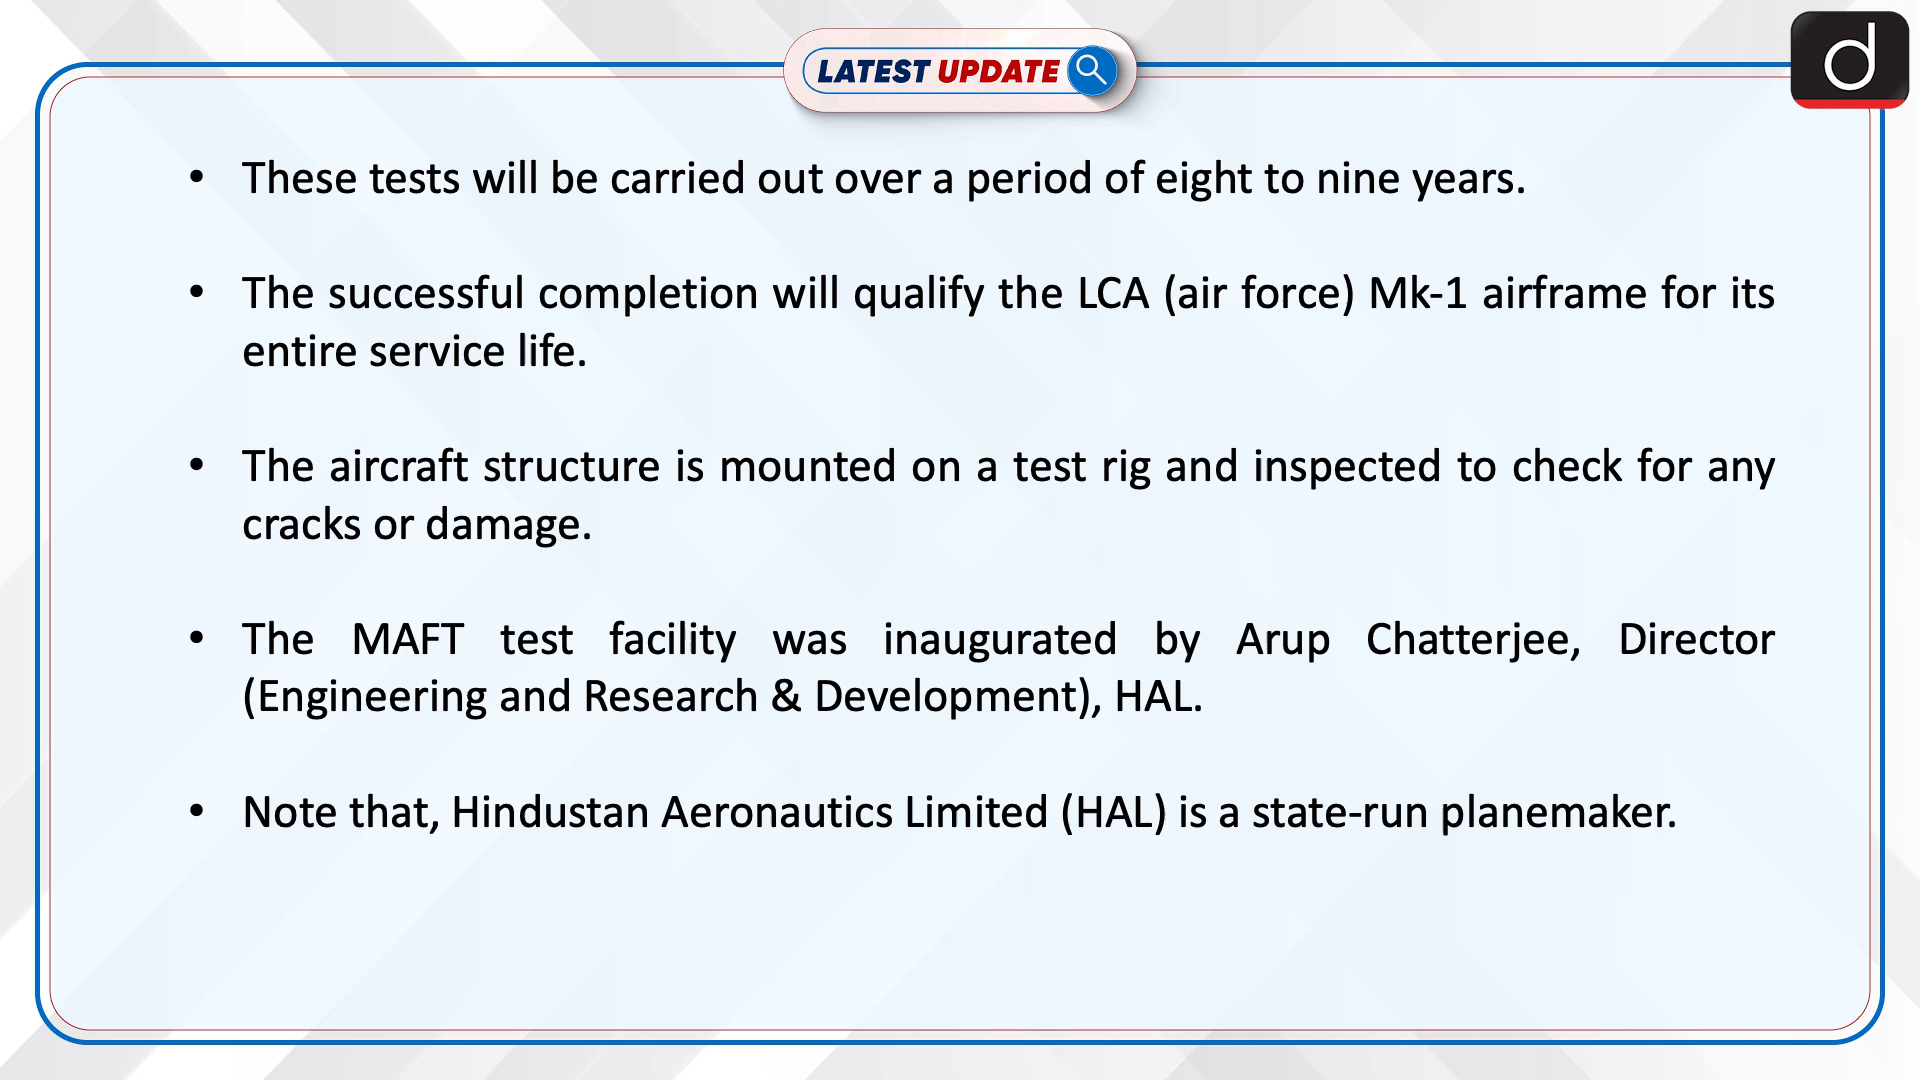 LATEST UPDATE
d
• These tests will be carried out over a period of eight to nine years.
• The successful completion will qualify the LCA (air force) Mk-1 airframe for its
entire service life.
• The aircraft structure is mounted on a test rig and inspected to check for any
cracks or damage.
• The MAFT test facility was inaugurated by Arup Chatterjee, Director
(Engineering and Research & Development), HAL.
• Note that, Hindustan Aeronautics Limited (HAL) is a state-run planemaker.